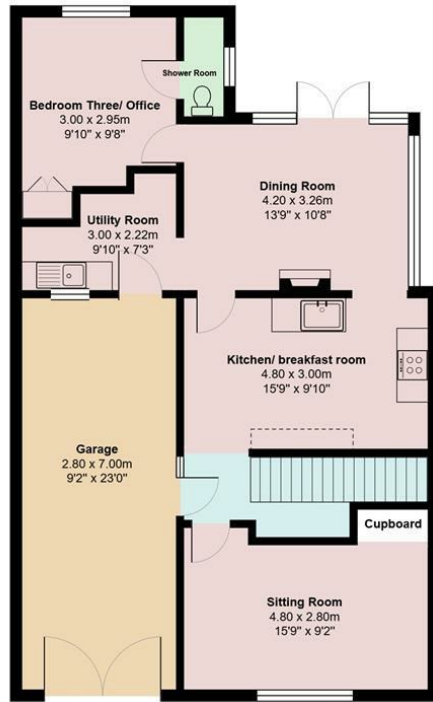 Shower Room
Bedroom Three/ Office
3.00 x 2.95m
9'10" x 9'8"
Dining Room
4.20 x 3.26m
13'9" x 10'8"
Utility Room
3.00 x 2.22m
9'10" x 7'3"
Kitchen/ breakfast room
4.80 x 3.00m
15'9" x 9'10"
Garage
2.80 x 7.00m
9'2" x 23'0"
Cupboard
Sitting Room
4.80 x 2.80m
15'9" x 9'2"